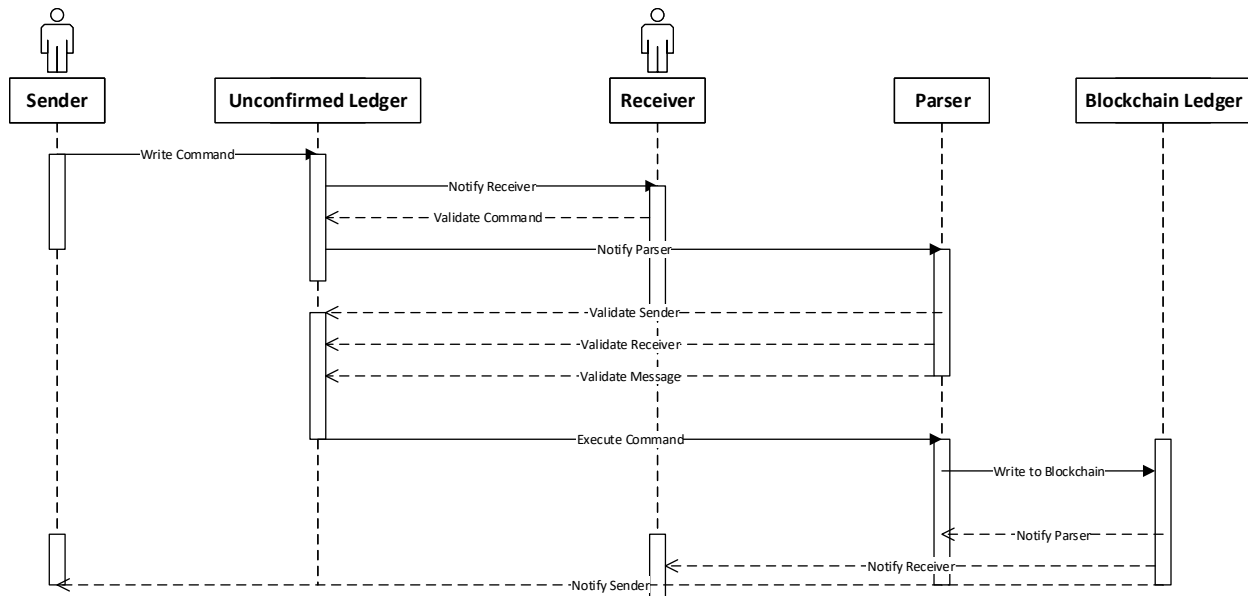 Sender
Unconfirmed Ledger
Receiver
Parser
Blockchain Ledger
Write Command
Notify Receiver
Validate Command
Notify Parser
Validate Sender
Validate Receiver
Validate Message
Execute Command
Write to Blockchain
Notify Parser
Notify Receiver
Notify Sender